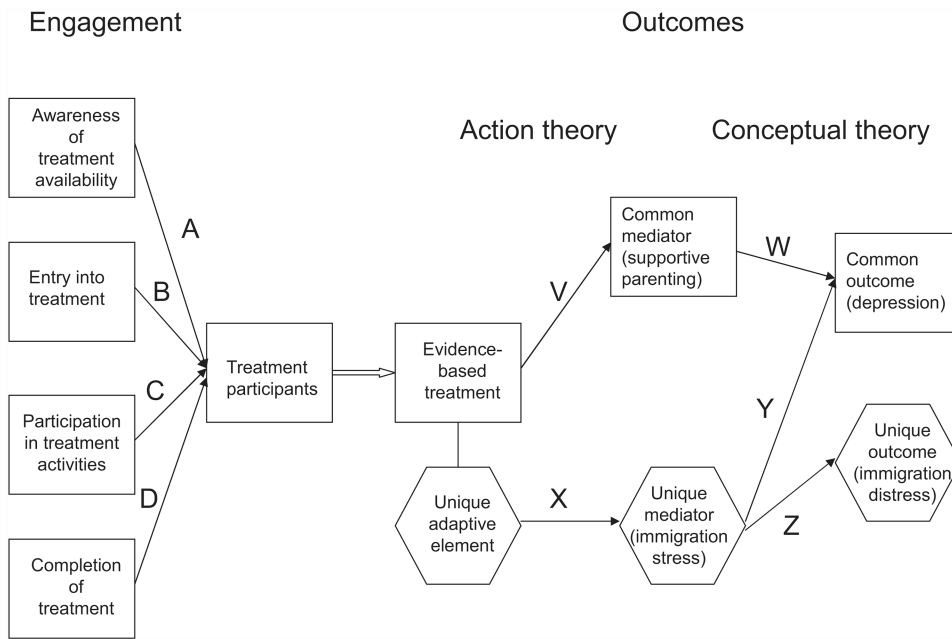 Engagement
Outcomes
Action theory
Conceptual theory
Awareness
of
treatment
availability
A
Entry into
treatment
B
Participation
in treatment
activities
C
Completion
of
treatment
D
Treatment
participants
Evidence-
based
treatment
Unique
adaptive
element
V
Common
mediator
(supportive
parenting)
W
Common
outcome
(depression)
X
Unique
mediator
(immigration
stress)
Y
Z
Unique
outcome
(immigration
distress)